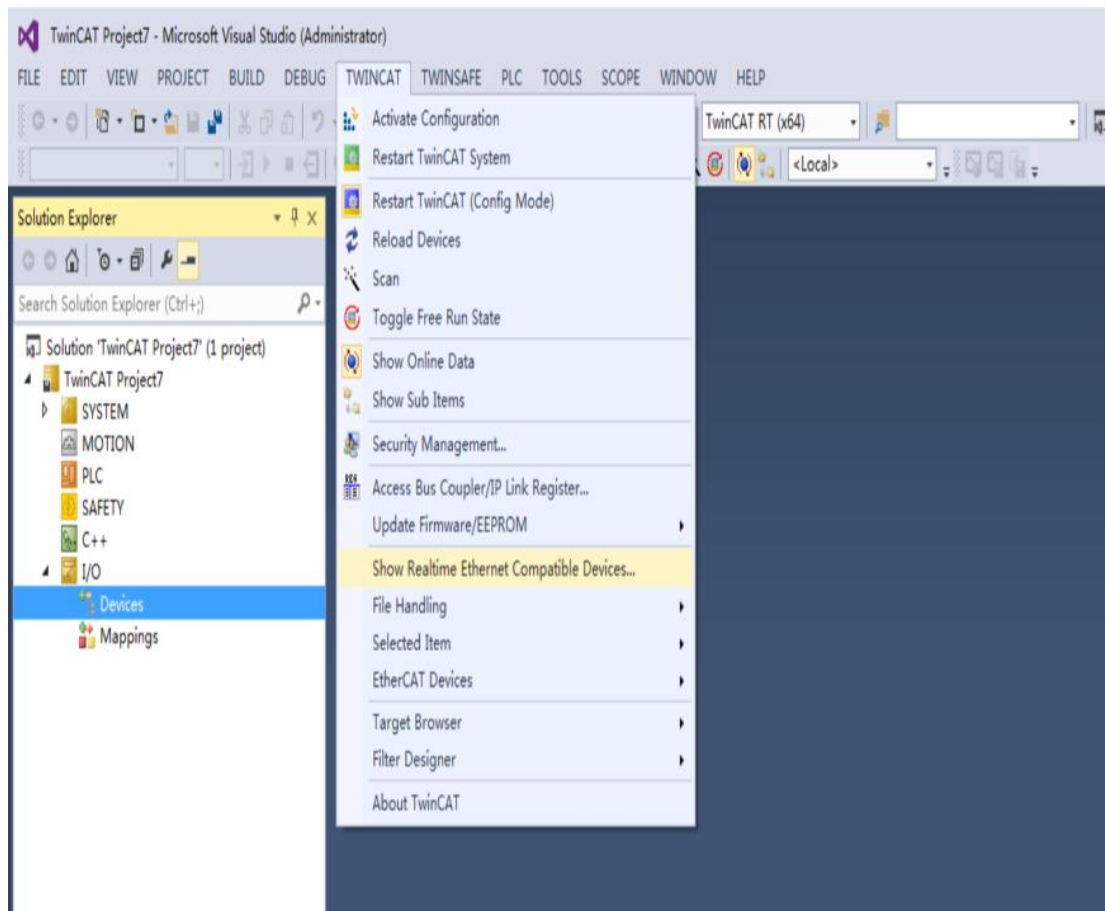 TwinCAT Project7 - Microsoft Visual Studio (Administrator)
FILE EDIT VIEW PROJECT BUILD DEBUG TWINCAT TWINSAFE PLC TOOLS SCOPE WINDOW HELP
TwinCAT RT (x64)
<Local>
Activate Configuration
Restart TwinCAT System
Restart TwinCAT (Config Mode)
Reload Devices
Scan
Toggle Free Run State
Show Online Data
Show Sub Items
Security Management...
Access Bus Coupler/IP Link Register...
Update Firmware/EEPROM
Show Realtime Ethernet Compatible Devices...
File Handling
Selected Item
EtherCAT Devices
Target Browser
Filter Designer
About TwinCAT
Solution Explorer
Search Solution Explorer (Ctrl+;)
Solution 'TwinCAT Project7' (1 project)
TwinCAT Project7
SYSTEM
MOTION
PLC
SAFETY
C++
I/O
Devices
Mappings